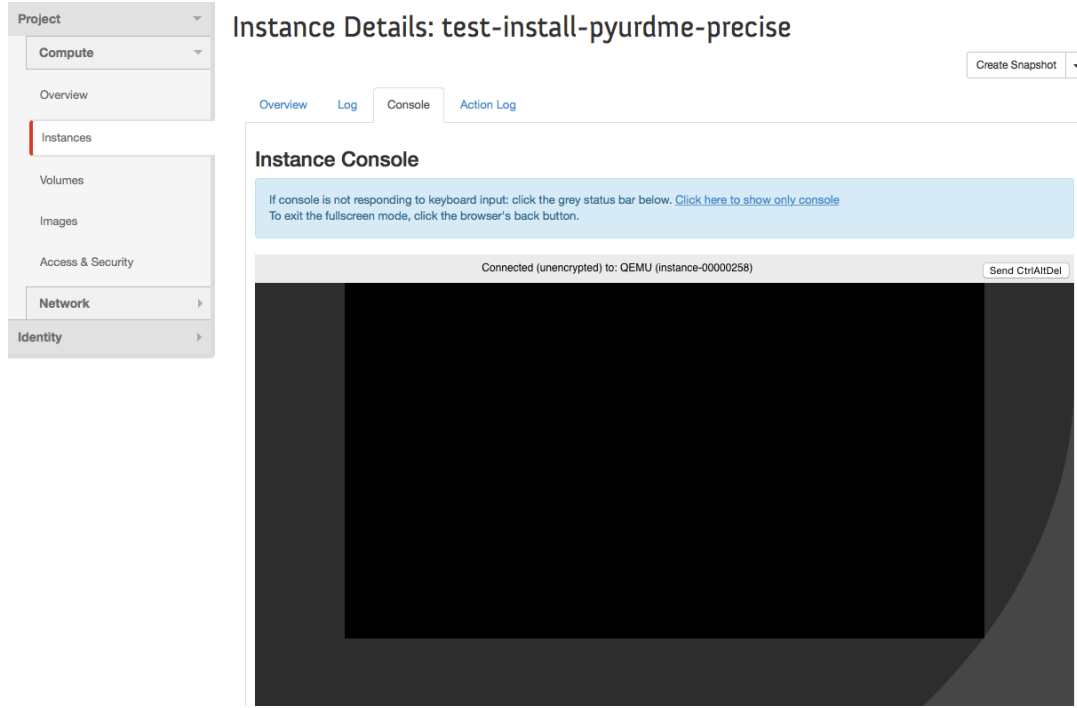 Project
Compute
Overview
Instances
Volumes
Images
Access & Security
Network
Identity
Instance Details: test-install-pyurdme-precise
Create Snapshot
Overview Log Console Action Log
Instance Console
If console is not responding to keyboard input: click the grey status bar below. Click here to show only console
To exit the fullscreen mode, click the browser's back button.
Connected (unencrypted) to: QEMU (instance-00000258)
Send CtrlAltDel